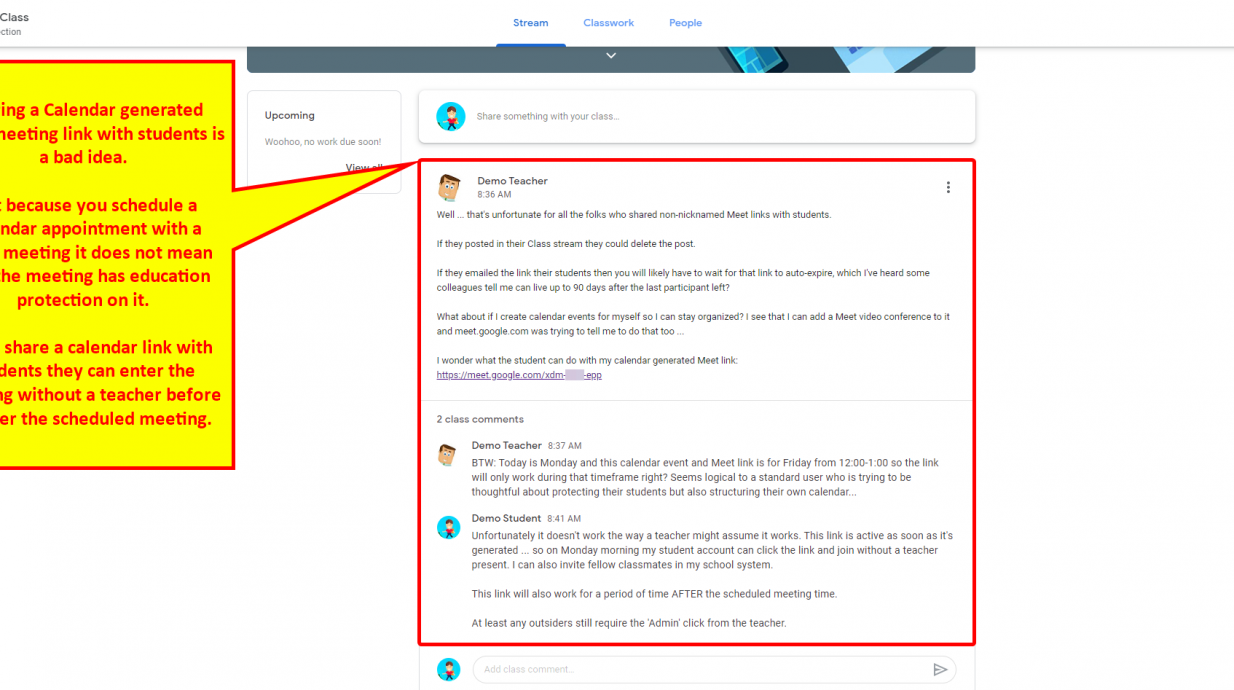 Class
Stream Classwork People
Upcoming
Woohoo, no work due soon!
View all
Share something with your class...
ing a Calendar generated
meeting link with students is
a bad idea.
because you schedule a
ndar appointment with a
meeting it does not mean
he meeting has education
protection on it.
share a calendar link with
dents they can enter the
ng without a teacher before
er the scheduled meeting.
Demo Teacher
8:36 AM
Well ... that's unfortunate for all the folks who shared non-nicknamed Meet links with students.
If they posted in their Class stream they could delete the post.
If they emailed the link their students then you will likely have to wait for that link to auto-expire, which I've heard some
colleagues tell me can live up to 90 days after the last participant left?
What about if I create calendar events for myself so I can stay organized? I see that I can add a Meet video conference to it
and meet.google.com was trying to tell me to do that too ...
I wonder what the student can do with my calendar generated Meet link:
https://meet.google.com/xdm- -epp
2 class comments
Demo Teacher 8:37 AM
BTW: Today is Monday and this calendar event and Meet link is for Friday from 12:00-1:00 so the link
will only work during that timeframe right? Seems logical to a standard user who is trying to be
thoughtful about protecting their students but also structuring their own calendar...
Demo Student 8:41 AM
Unfortunately it doesn't work the way a teacher might assume it works. This link is active as soon as it's
generated ... so on Monday morning my student account can click the link and join without a teacher
present. I can also invite fellow classmates in my school system.
This link will also work for a period of time AFTER the scheduled meeting time.
At least any outsiders still require the 'Admin' click from the teacher.
Add class comment...